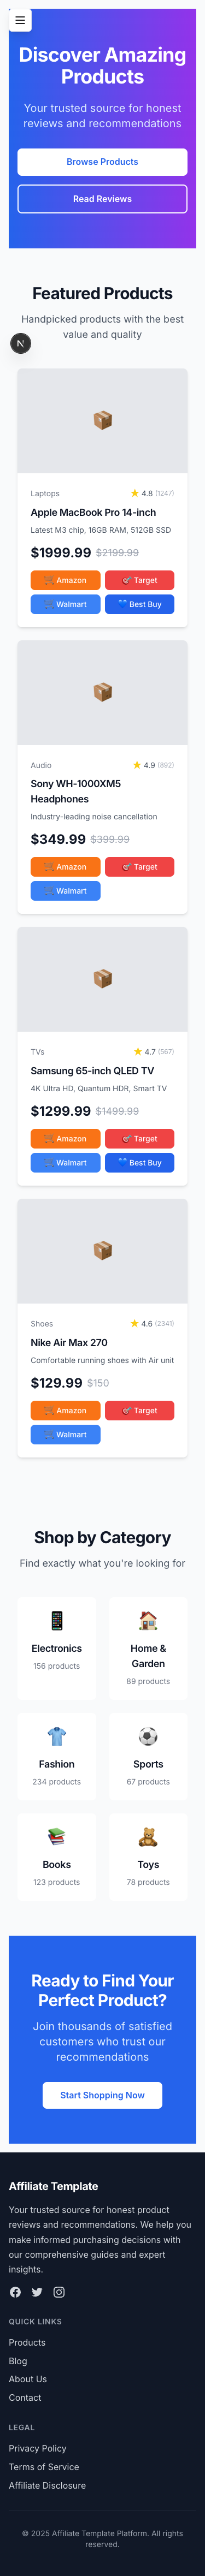 Discover Amazing
Products
Your trusted source for honest
reviews and recommendations
Browse Products
Read Reviews
Featured Products
Handpicked products with the best
value and quality
N
Laptops
4.8 (1247)
Apple MacBook Pro 14-inch
Latest M3 chip, 16GB RAM, 512GB SSD
$1999.99 $2199.99
Amazon
Target
Walmart
Best Buy
Audio
4.9 (892)
Sony WH-1000XM5
Headphones
Industry-leading noise cancellation
$349.99 $399.99
Amazon
Target
Walmart
TVs
4.7 (567)
Samsung 65-inch QLED TV
4K Ultra HD, Quantum HDR, Smart TV
$1299.99 $1499.99
Amazon
Target
Walmart
Best Buy
Shoes
4.6 (2341)
Nike Air Max 270
Comfortable running shoes with Air unit
$129.99 $150
Amazon
Target
Walmart
Shop by Category
Find exactly what you're looking for
Electronics
156 products
Home &
Garden
89 products
Fashion
234 products
Sports
67 products
Books
123 products
Toys
78 products
Ready to Find Your
Perfect Product?
Join thousands of satisfied
customers who trust our
recommendations
Start Shopping Now
Affiliate Template
Your trusted source for honest product
reviews and recommendations. We help you
make informed purchasing decisions with
our comprehensive guides and expert
insights.
QUICK LINKS
Products
Blog
About Us
Contact
LEGAL
Privacy Policy
Terms of Service
Affiliate Disclosure
© 2025 Affiliate Template Platform. All rights
reserved.